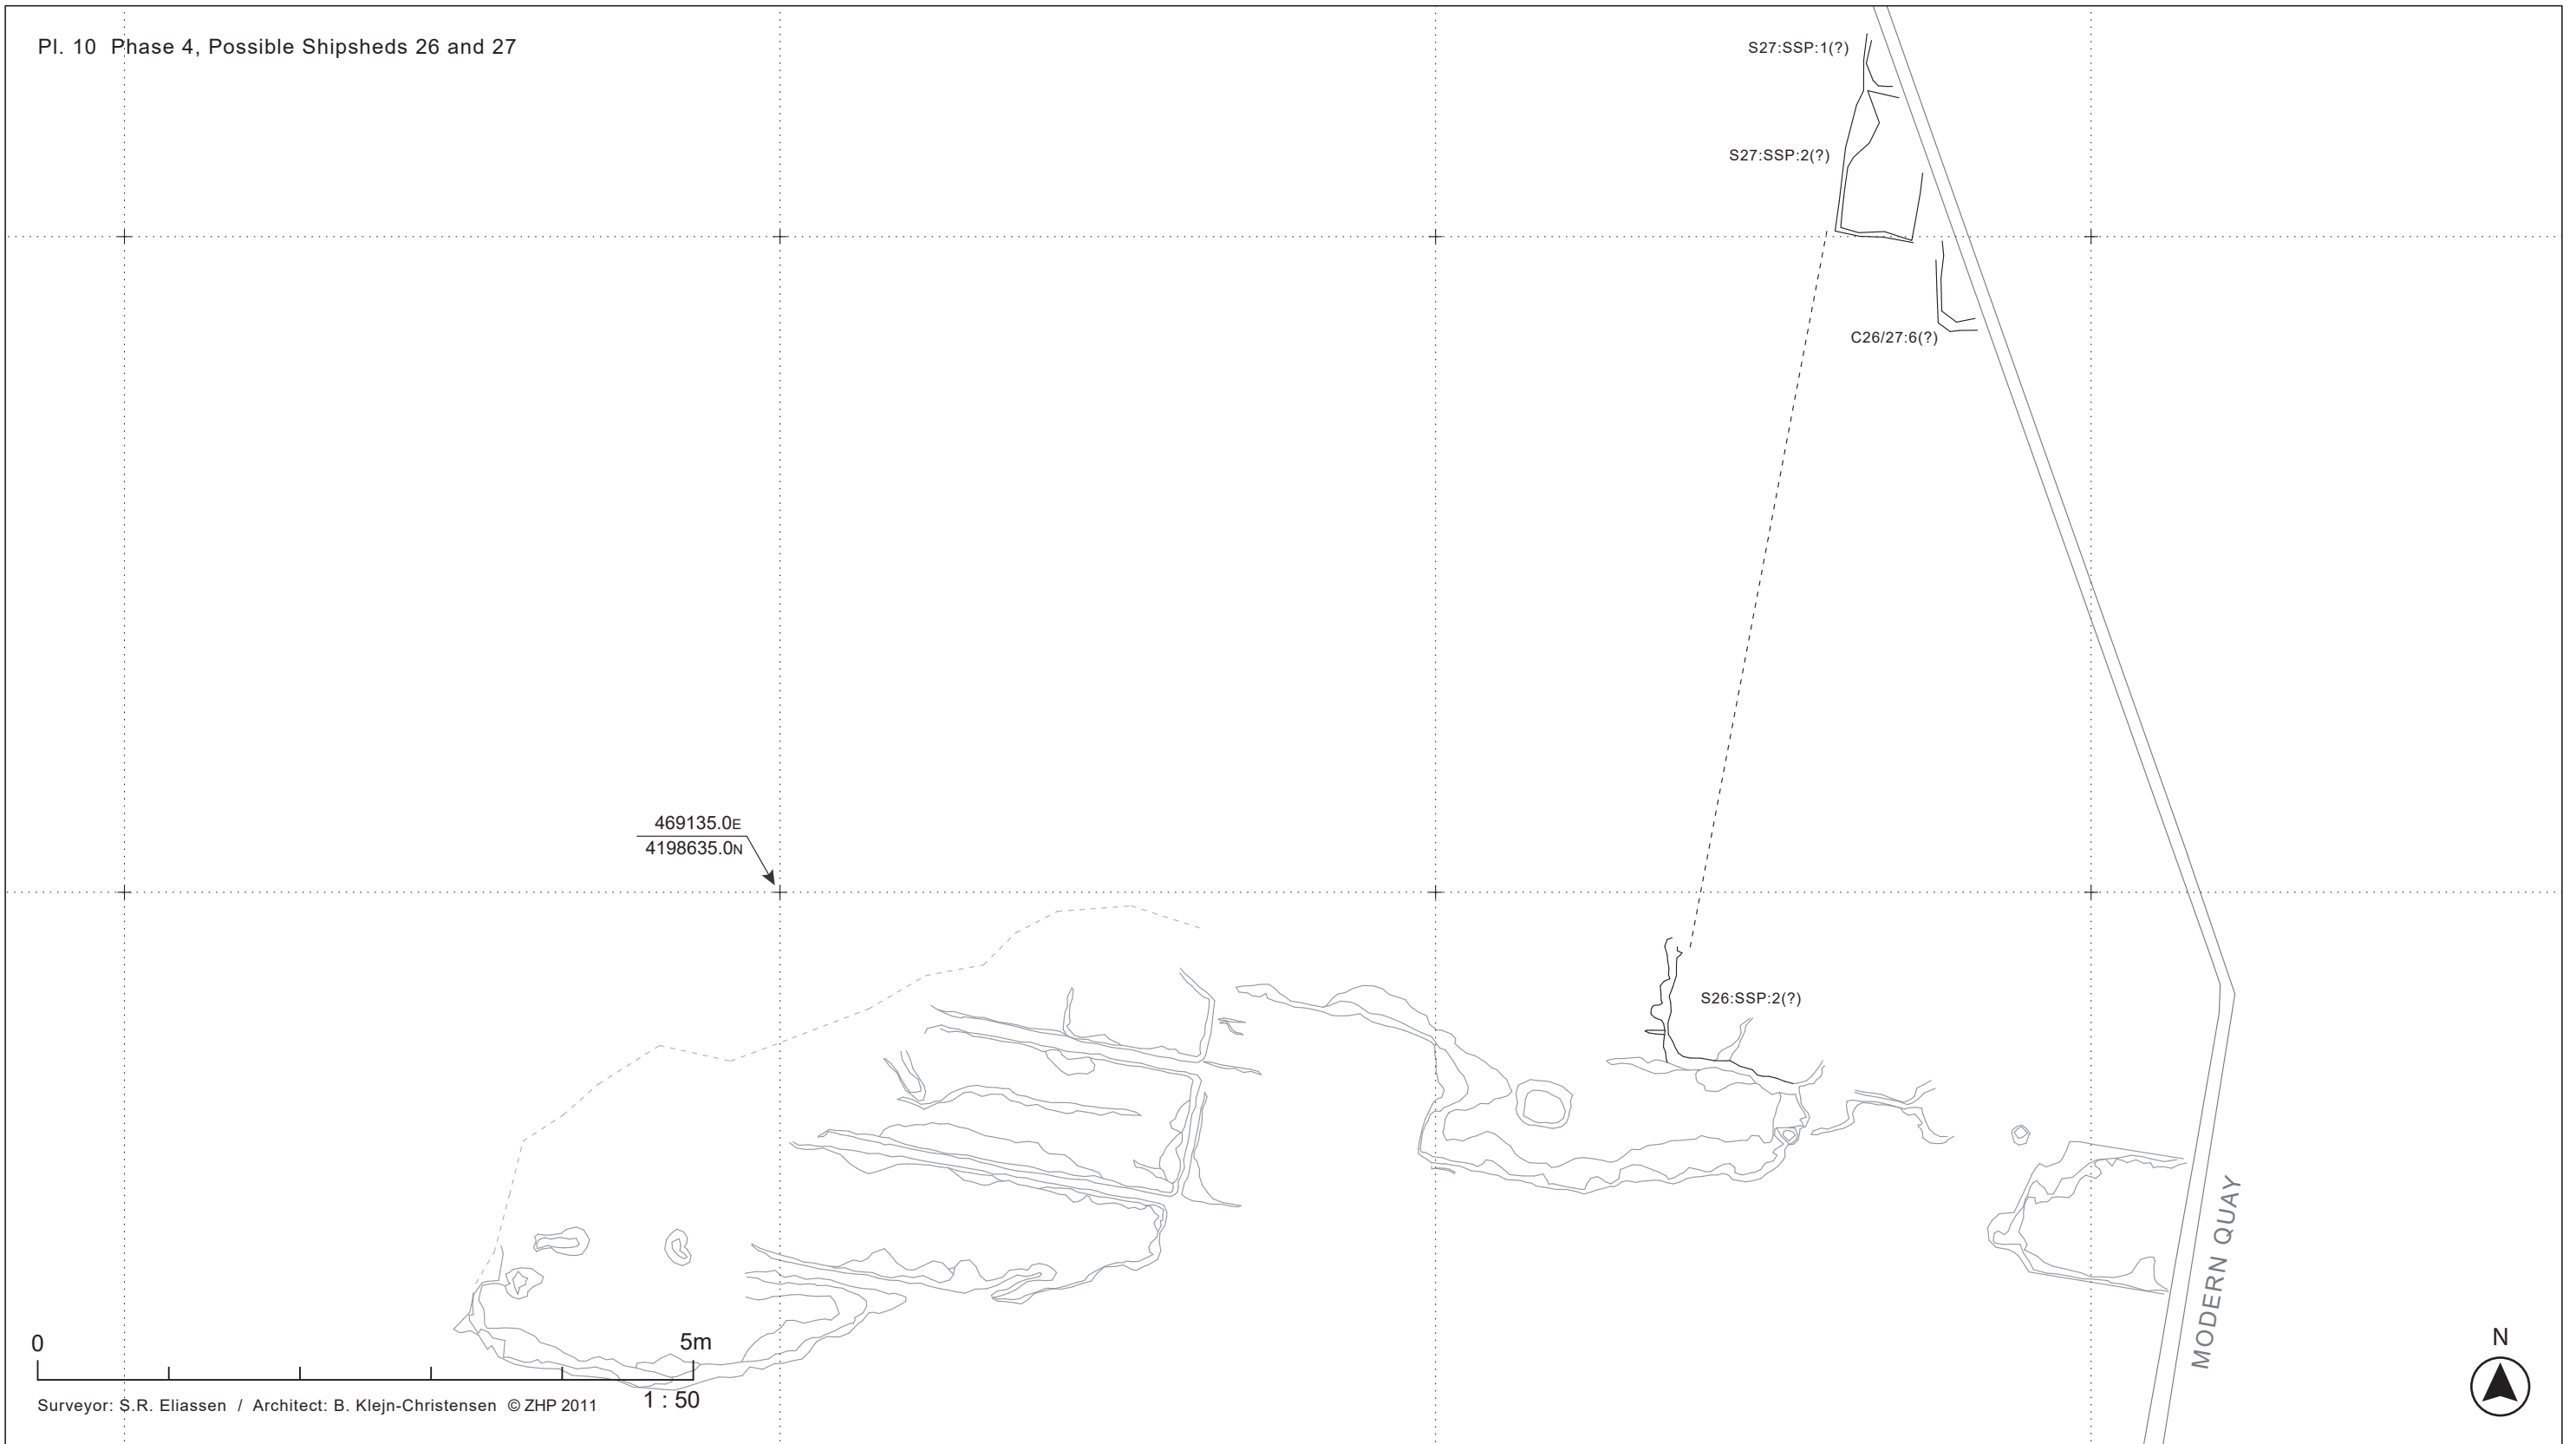 Pl. 10  Phase 4, Possible Shipsheds 26 and 27
S27:SSP:1(?)
S27:SSP:2(?)
C26/27:6(?)
469135.0E
4198635.0N
S26:SSP:2(?)
MODERN QUAY
0
5m
1 : 50
N
Surveyor: S.R. Eliassen / Architect: B. Klejn-Christensen © ZHP 2011